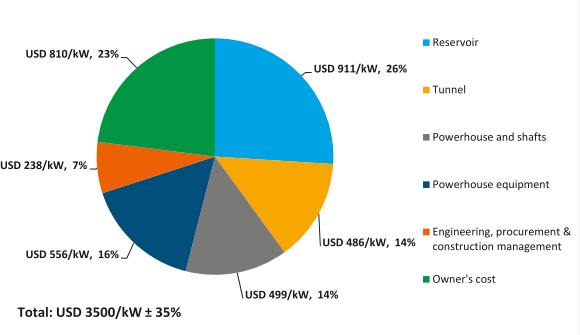 USD 810/kW, 23%
USD 911/kW, 26%
USD 238/kW, 7%
USD 486/kW, 14%
USD 556/kW, 16%
USD 499/kW, 14%
Reservoir
Tunnel
Powerhouse and shafts
Powerhouse equipment
Engineering, procurement &
construction management
Owner's cost
Total: USD 3500/kW ± 35%